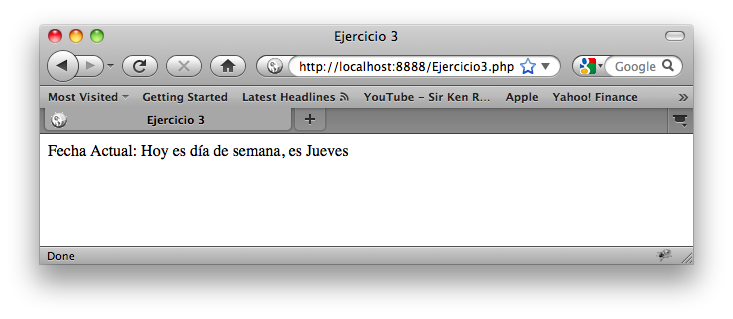 Ejercicio 3
http://localhost:8888/Ejercicio3.php
Google
Most Visited
Getting Started
Latest Headlines
YouTube - Sir Ken R...
Apple
Yahoo! Finance
Ejercicio 3
Fecha Actual: Hoy es día de semana, es Jueves
Done